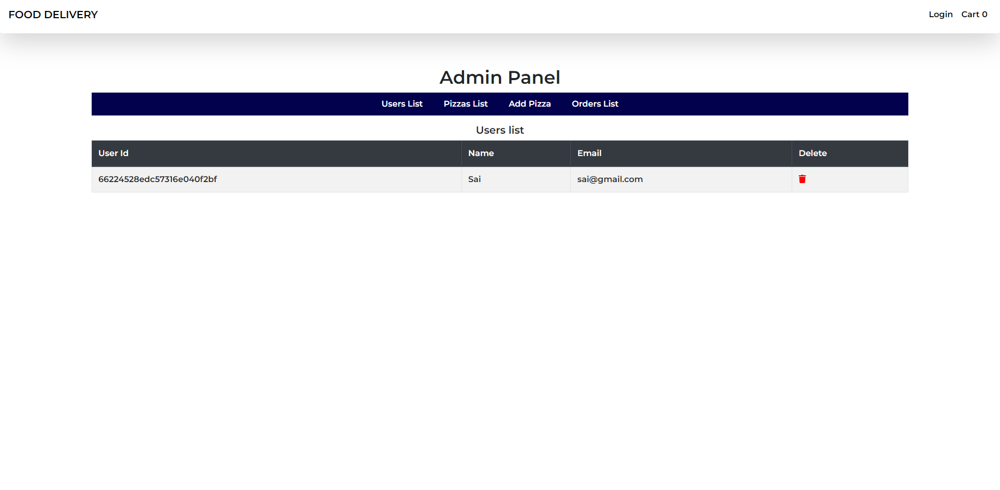 FOOD DELIVERY Login Cart 0
Admin Panel
Users List Pizzas List Add Pizza Orders List
Users list
User Id Name Email Delete
66224528edc57316e040f2bf Sai sai@gmail.com